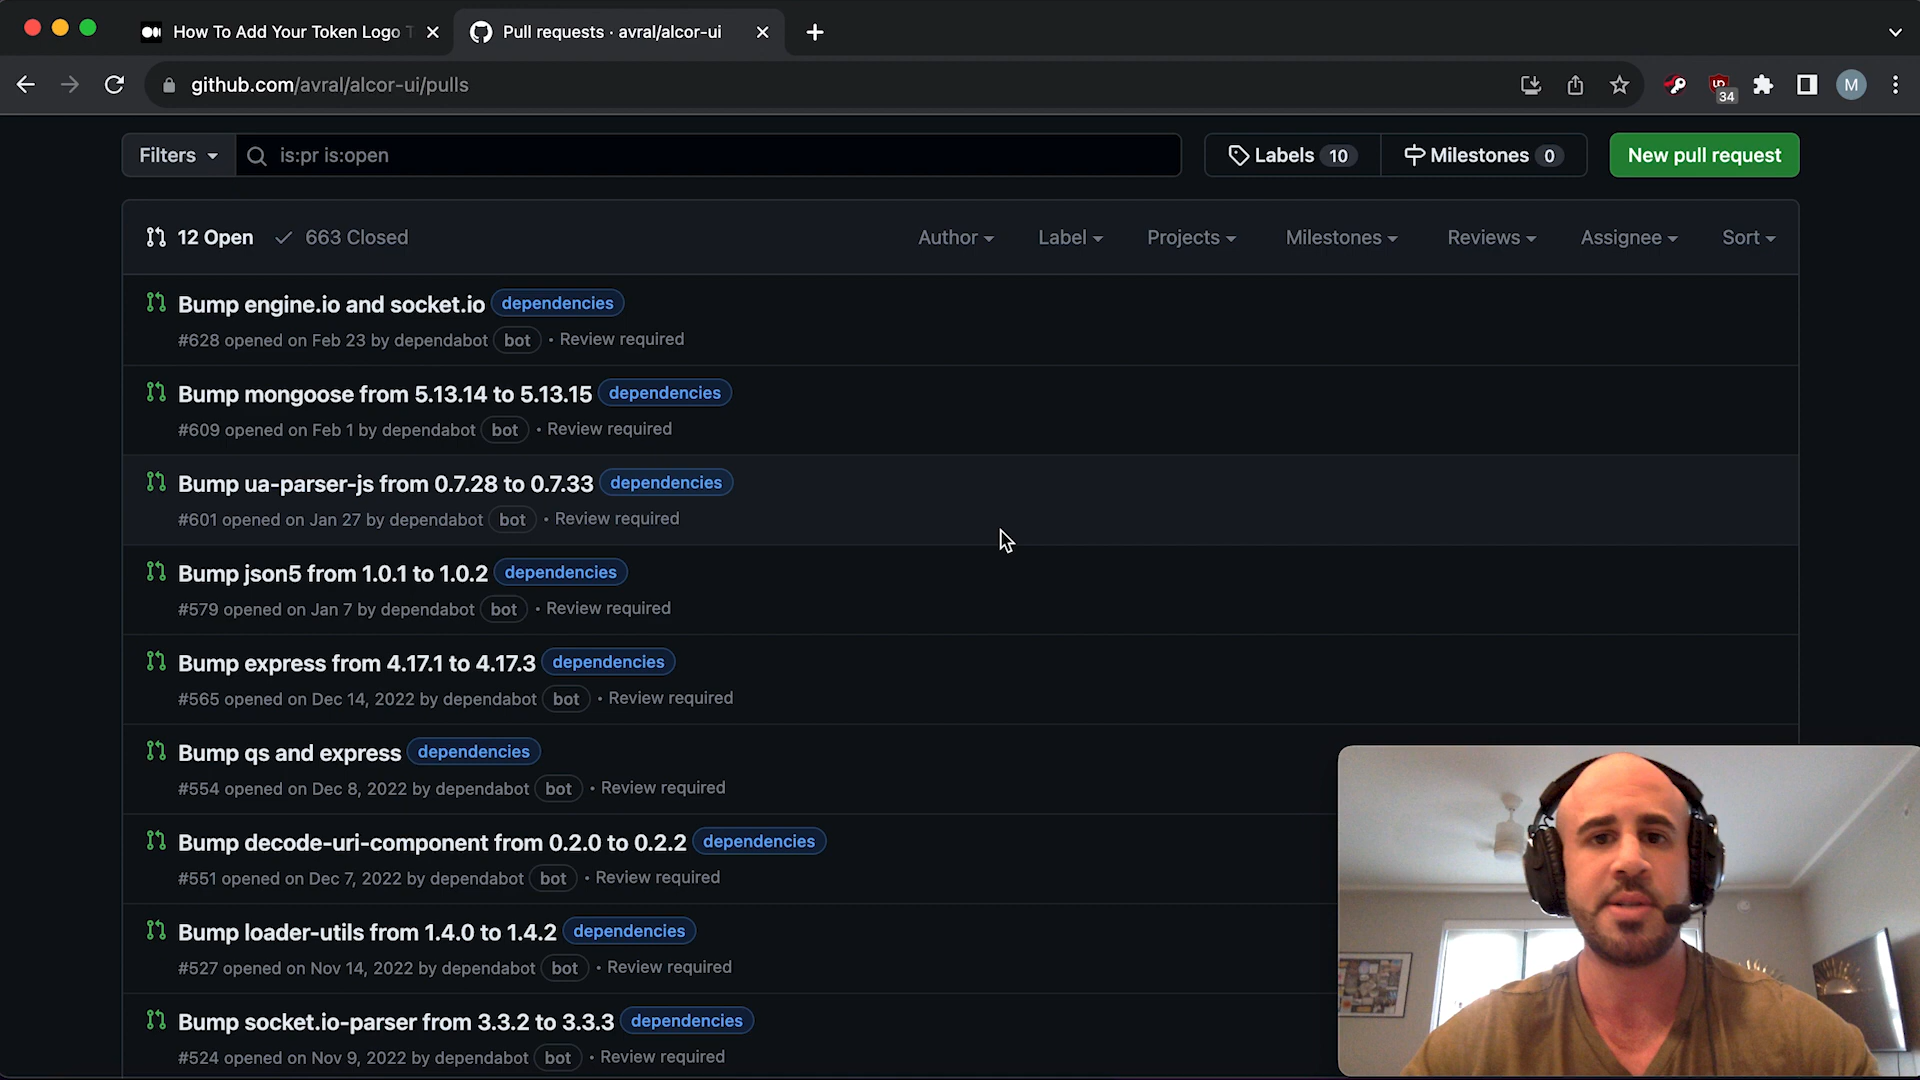 How To Add Your Token Logo T
Pull requests · avral/alcor-ui
github.com/avral/alcor-ui/pulls
34
M
Filters
is:pr is:open
Labels 10
Milestones 0
New pull request
12 Open
663 Closed
Author
Label
Projects
Milestones
Reviews
Assignee
Sort
Bump engine.io and socket.io dependencies
#628 opened on Feb 23 by dependabot bot • Review required
Bump mongoose from 5.13.14 to 5.13.15 dependencies
#609 opened on Feb 1 by dependabot bot • Review required
Bump ua-parser-js from 0.7.28 to 0.7.33 dependencies
#601 opened on Jan 27 by dependabot bot • Review required
Bump json5 from 1.0.1 to 1.0.2 dependencies
#579 opened on Jan 7 by dependabot bot • Review required
Bump express from 4.17.1 to 4.17.3 dependencies
#565 opened on Dec 14, 2022 by dependabot bot • Review required
Bump qs and express dependencies
#554 opened on Dec 8, 2022 by dependabot bot • Review required
Bump decode-uri-component from 0.2.0 to 0.2.2 dependencies
#551 opened on Dec 7, 2022 by dependabot bot • Review required
Bump loader-utils from 1.4.0 to 1.4.2 dependencies
#527 opened on Nov 14, 2022 by dependabot bot • Review required
Bump socket.io-parser from 3.3.2 to 3.3.3 dependencies
#524 opened on Nov 9, 2022 by dependabot bot • Review required